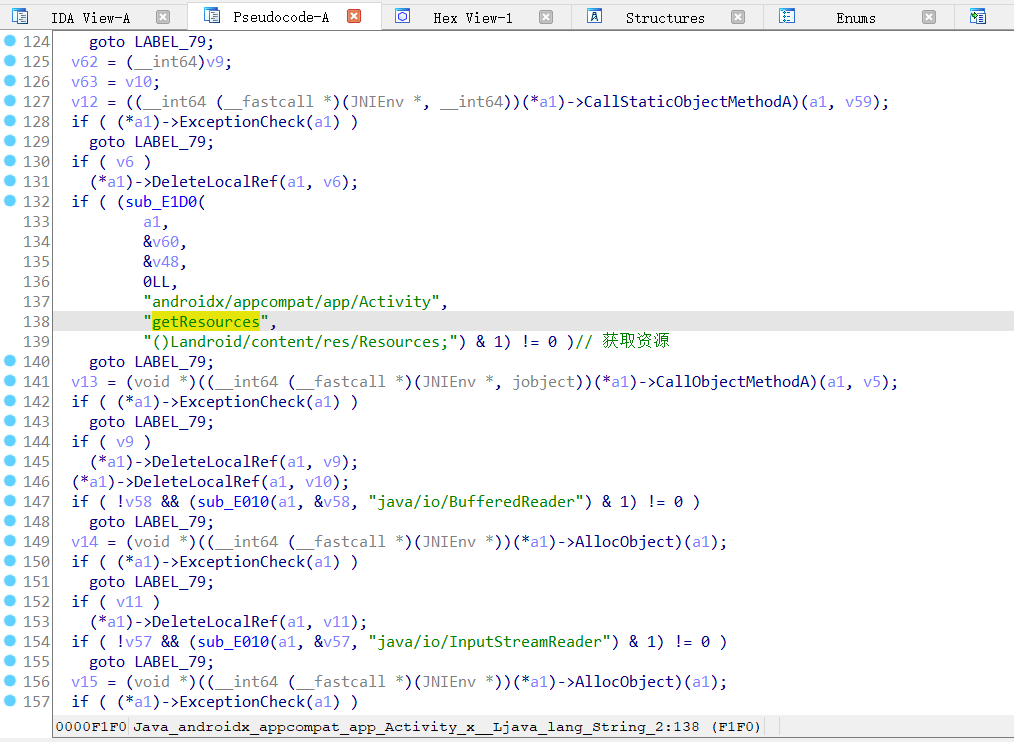 IDA View-A Pseudocode-A Hex View-1 Structures Enums
124 goto LABEL_79;
125 v62 = (__int64)v9;
126 v63 = v10;
127 v12 = ((__int64 (__fastcall *)(JNIEnv *, __int64))(*a1)->CallStaticObjectMethodA)(a1, v59);
128 if ( (*a1)->ExceptionCheck(a1) )
129 goto LABEL_79;
130 if ( v6 )
131 (*a1)->DeleteLocalRef(a1, v6);
132 if ( (sub_E1D0(
133 a1,
134 &v60,
135 &v48,
136 0LL,
137 "androidx/appcompat/app/Activity",
138 "getResources",
139 "()Landroid/content/res/Resources;") & 1) != 0 )// 获取资源
140 goto LABEL_79;
141 v13 = (void *)((__int64 (__fastcall *)(JNIEnv *, jobject))(*a1)->CallObjectMethodA)(a1, v5);
142 if ( (*a1)->ExceptionCheck(a1) )
143 goto LABEL_79;
144 if ( v9 )
145 (*a1)->DeleteLocalRef(a1, v9);
146 (*a1)->DeleteLocalRef(a1, v10);
147 if ( !v58 && (sub_E010(a1, &v58, "java/io/BufferedReader") & 1) != 0 )
148 goto LABEL_79;
149 v14 = (void *)((__int64 (__fastcall *)(JNIEnv *))(*a1)->AllocObject)(a1);
150 if ( (*a1)->ExceptionCheck(a1) )
151 goto LABEL_79;
152 if ( v11 )
153 (*a1)->DeleteLocalRef(a1, v11);
154 if ( !v57 && (sub_E010(a1, &v57, "java/io/InputStreamReader") & 1) != 0 )
155 goto LABEL_79;
156 v15 = (void *)((__int64 (__fastcall *)(JNIEnv *))(*a1)->AllocObject)(a1);
157 if ( (*a1)->ExceptionCheck(a1) )
0000F1F0 Java_androidx_appcompat_app_Activity_x__Ljava_lang_String_2:138 (F1F0)